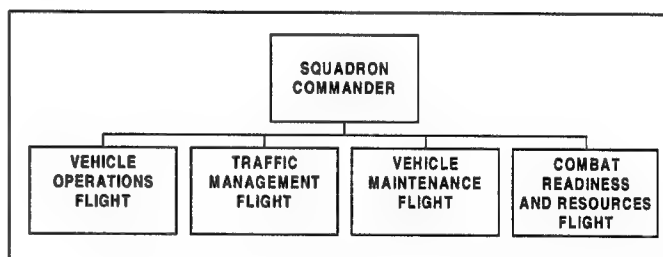 SQUADRON
COMMANDER
VEHICLE
OPERATIONS
FLIGHT
TRAFFIC
MANAGEMENT
FLIGHT
VEHICLE
MAINTENANCE
FLIGHT
COMBAT
READINESS
AND RESOURCES
FLIGHT